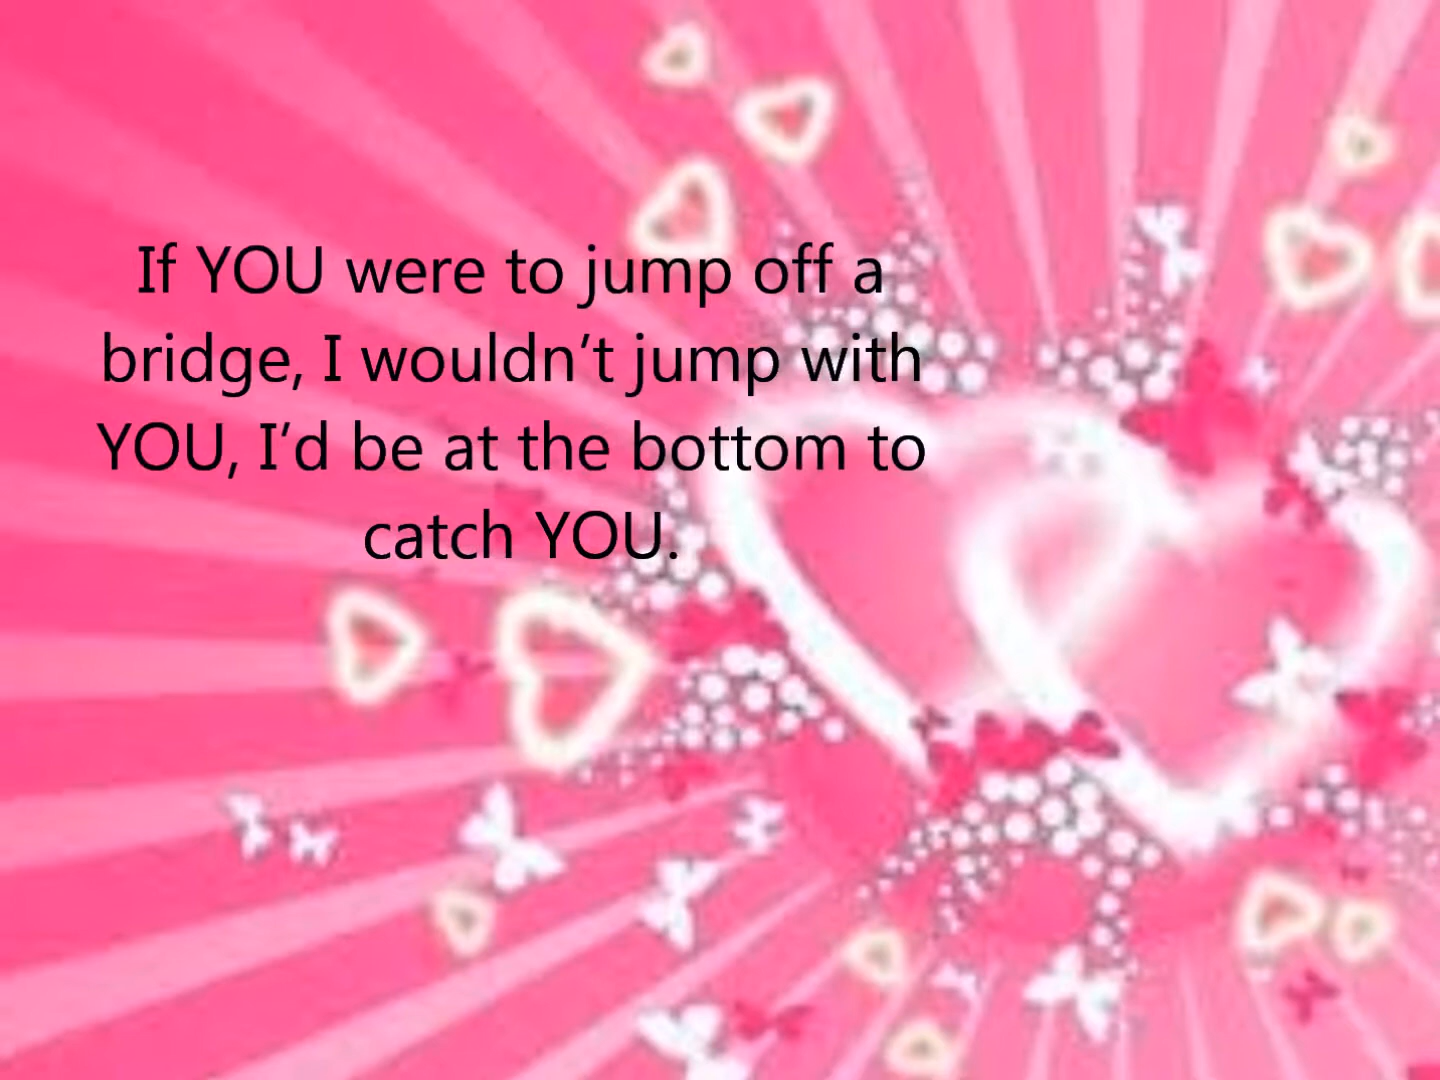 If YOU were to jump off a
bridge, I wouldn’t jump with
YOU, I’d be at the bottom to
catch YOU.